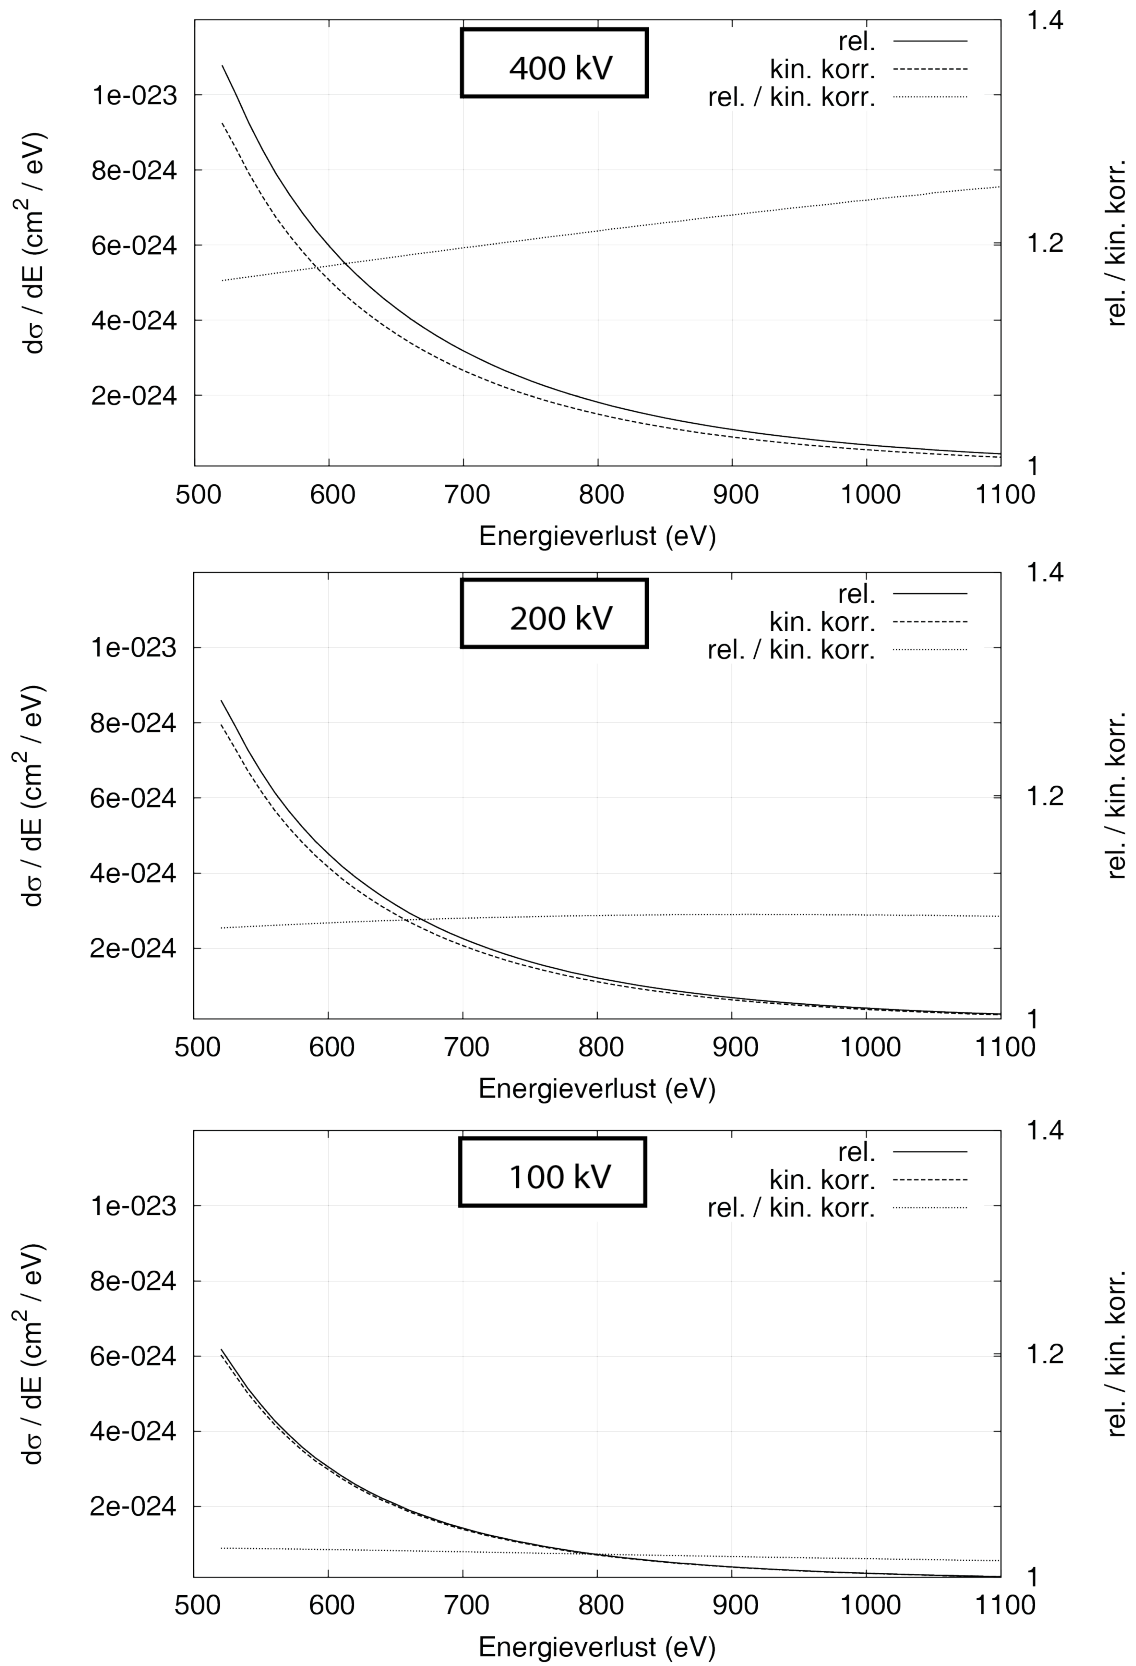 400 kV
rel.
kin. korr.
rel. / kin. korr.
1.4
1e-023
8e-024
6e-024
4e-024
2e-024
1.2
1
dσ / dE (cm² / eV)
rel. / kin. korr.
500 600 700 800 900 1000 1100
Energieverlust (eV)
200 kV
rel.
kin. korr.
rel. / kin. korr.
1.4
1e-023
8e-024
6e-024
4e-024
2e-024
1.2
1
dσ / dE (cm² / eV)
rel. / kin. korr.
500 600 700 800 900 1000 1100
Energieverlust (eV)
100 kV
rel.
kin. korr.
rel. / kin. korr.
1.4
1e-023
8e-024
6e-024
4e-024
2e-024
1.2
1
dσ / dE (cm² / eV)
rel. / kin. korr.
500 600 700 800 900 1000 1100
Energieverlust (eV)